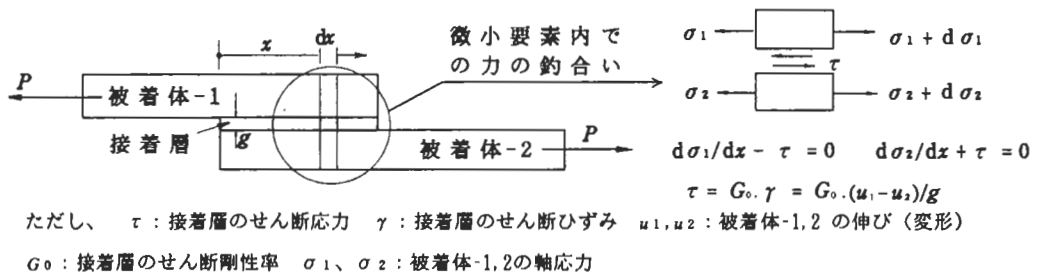 x
dx
微小要素内で
の力の釣合い
σ₁
σ₁+dσ₁
τ
P
被着体-1
σ₂
σ₂+dσ₂
接着層
g
被着体-2
P
dσ₁/dx- τ =0 dσ₂/dx+τ =0
τ = G₀.γ = G₀.(u₁-u₂)/g
ただし、 τ：接着層のせん断応力 γ：接着層のせん断ひずみ u1,u2：被着体-1,2 の伸び（変形）
G₀：接着層のせん断剛性率 σ1、σ2：被着体-1,2の軸応力